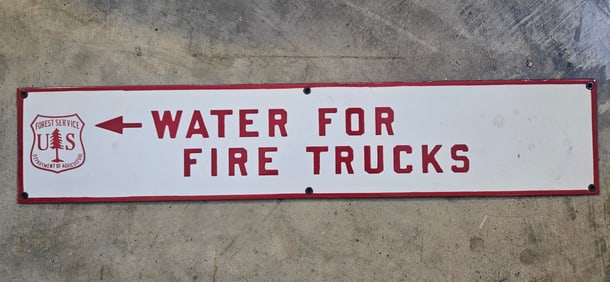 FOREST SERVICE
U S
DEPARTMENT OF AGRICULTURE
WATER FOR
FIRE TRUCKS